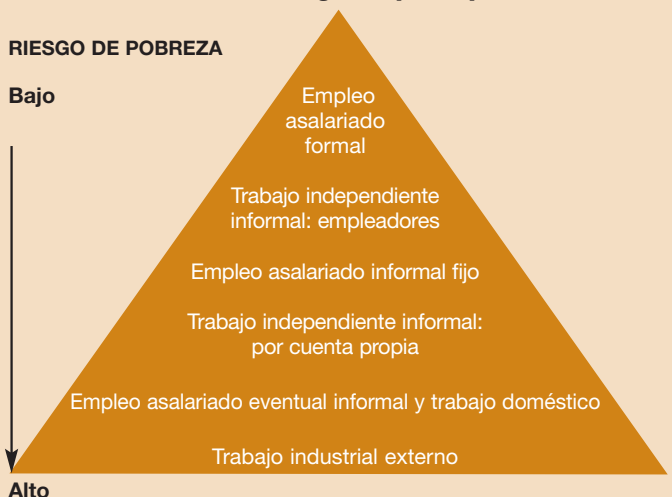 RIESGO DE POBREZA
Bajo
Empleo
asalariado
formal
Trabajo independiente
informal: empleadores
Empleo asalariado informal fijo
Trabajo independiente informal:
por cuenta propia
Empleo asalariado eventual informal y trabajo doméstico
Trabajo industrial externo
Alto